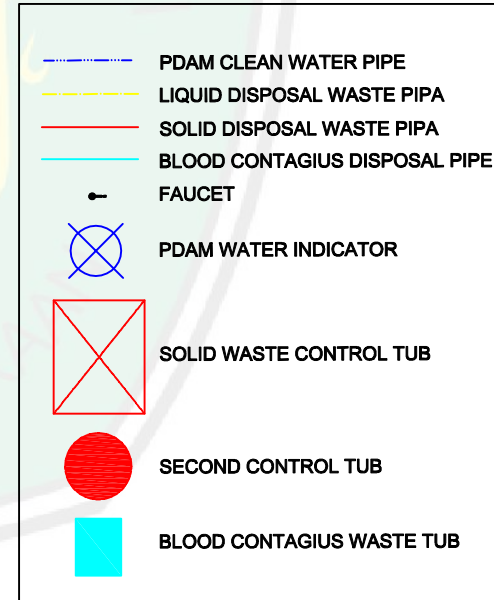 PDAM CLEAN WATER PIPE
LIQUID DISPOSAL WASTE PIPA
SOLID DISPOSAL WASTE PIPA
BLOOD CONTAGIUS DISPOSAL PIPE
FAUCET
PDAM WATER INDICATOR
SOLID WASTE CONTROL TUB
SECOND CONTROL TUB
BLOOD CONTAGIUS WASTE TUB